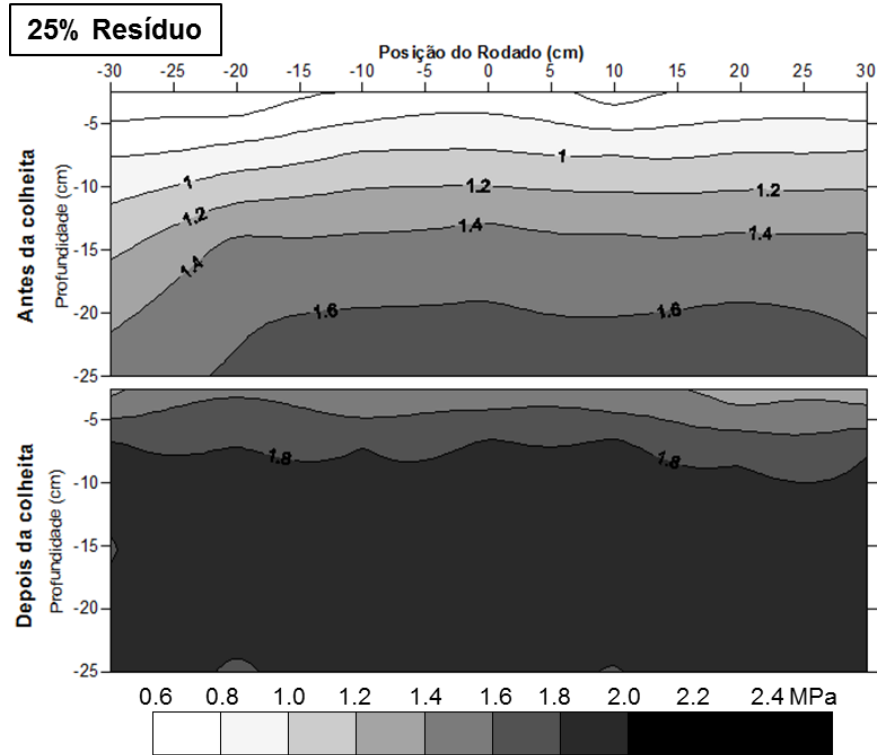 25% Resíduo
Posição do Rodado (cm)
-30 -20 -15 -10 -5 0 5 10 15 20 25 30
Antes da colheita
Profundidade (cm)
-5
-10
-15
-20
-25
1
1
1.2
1.2
1.2
1.4
1.4
1.4
1.6
1.6
Depois da colheita
Profundidade (cm)
-5
-10
-15
-20
-25
1.8
1.8
0.6 0.8 1.0 1.2 1.4 1.6 1.8 2.0 2.2 2.4 MPa